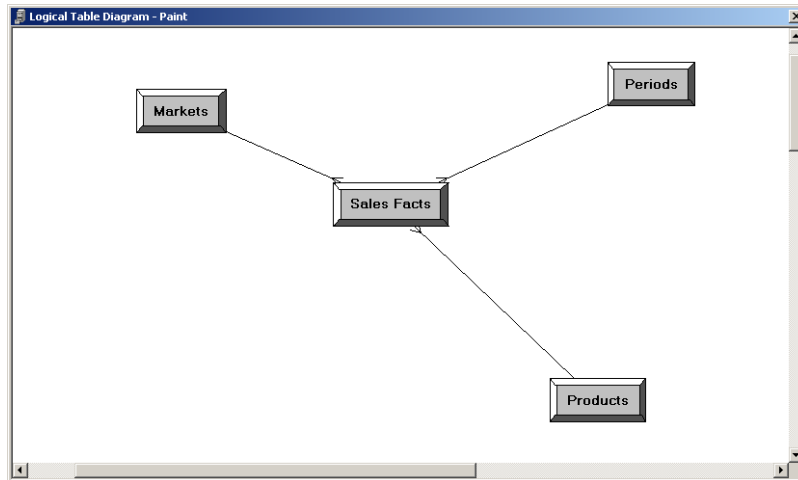 Logical Table Diagram - Paint
Periods
Markets
Sales Facts
Products